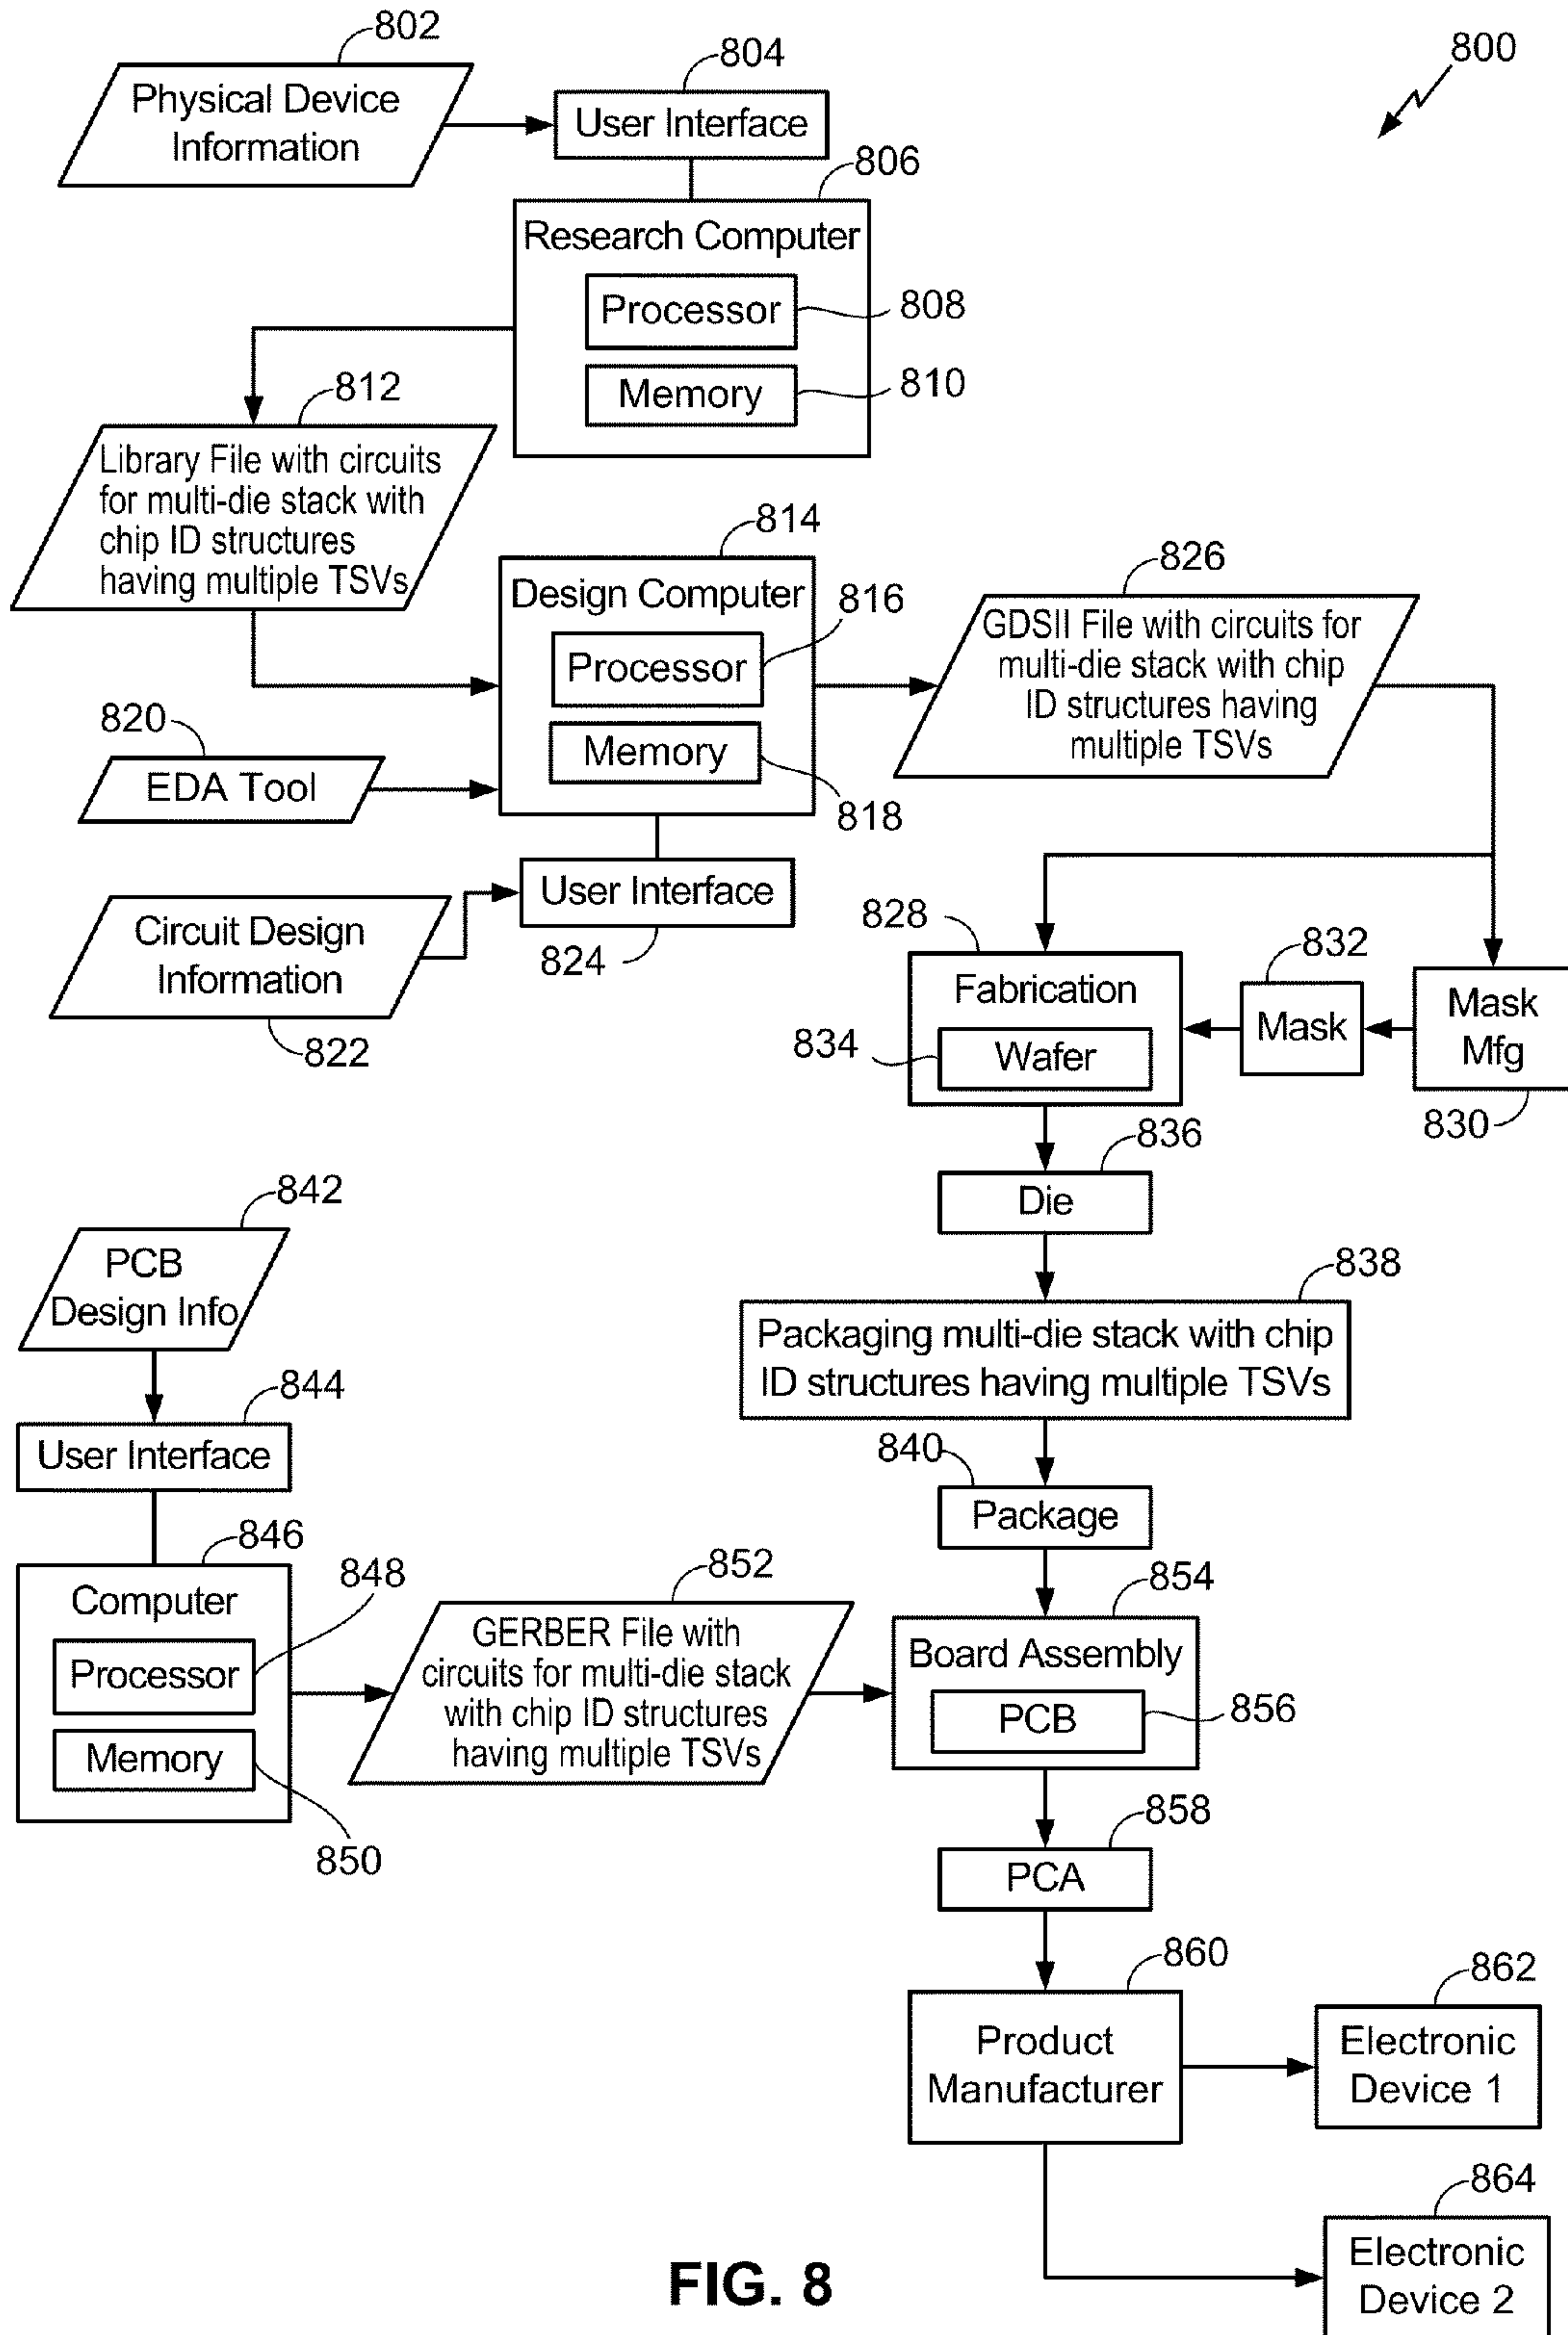 802
804
800
Physical Device
Information
User Interface
806
Research Computer
Processor
808
Memory
810
812
Library File with circuits
for multi-die stack with
chip ID structures
having multiple TSVs
814
Design Computer
816
Processor
Memory
818
826
GDSII File with circuits for
multi-die stack with chip
ID structures having
multiple TSVs
820
EDA Tool
User Interface
824
Circuit Design
Information
822
828
Fabrication
834
Wafer
832
Mask
Mask
Mfg
830
836
Die
838
Packaging multi-die stack with chip
ID structures having multiple TSVs
840
Package
842
PCB
Design Info
844
User Interface
846
Computer
848
Processor
Memory
850
852
GERBER File with
circuits for multi-die stack
with chip ID structures
having multiple TSVs
854
Board Assembly
PCB
856
858
PCA
860
Product
Manufacturer
862
Electronic
Device 1
864
Electronic
Device 2
FIG. 8